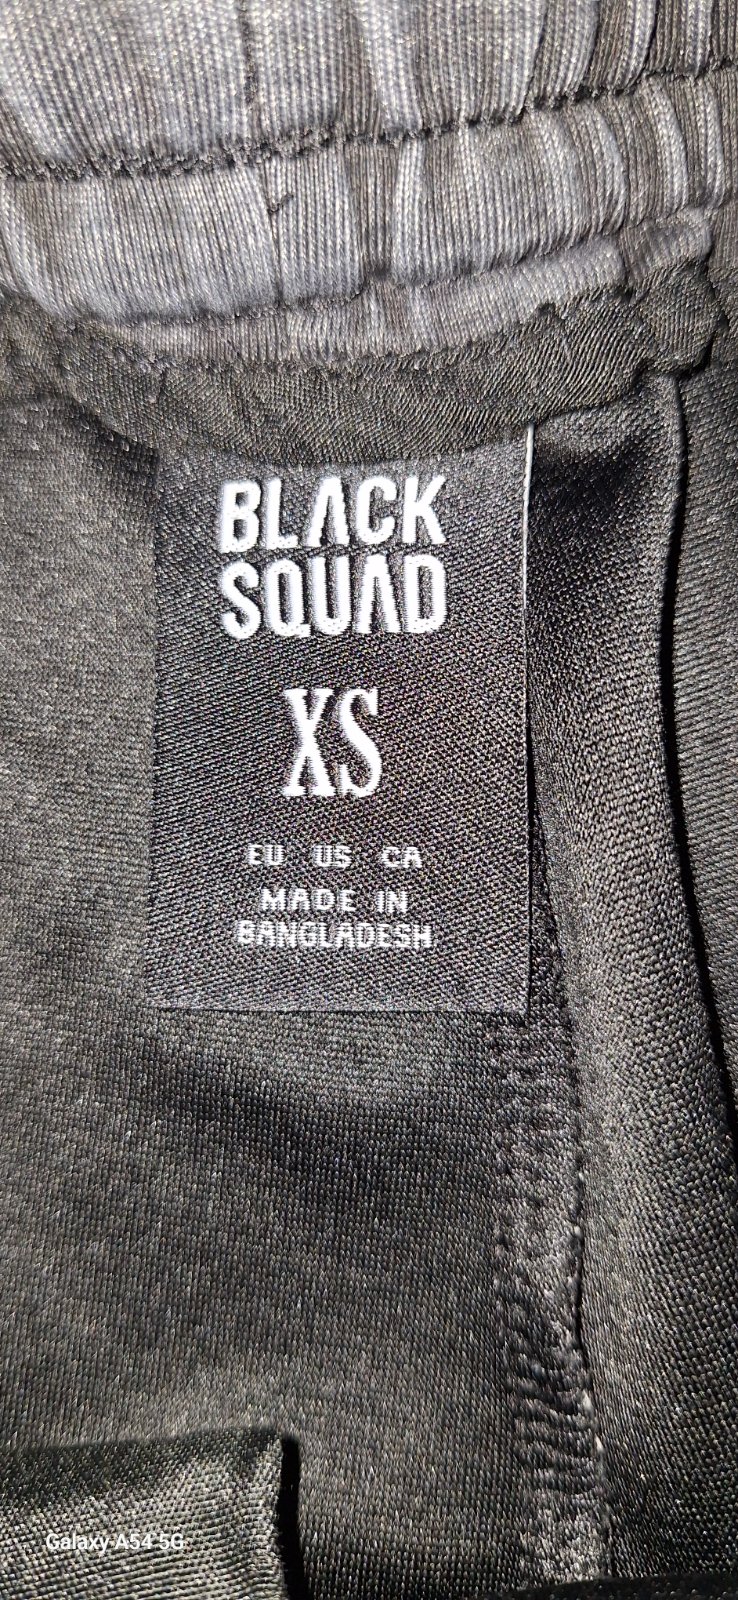 BLACK
SQUAD
XS
EU US CA
MADE IN
BANGLADESH
Galaxy A54 5G